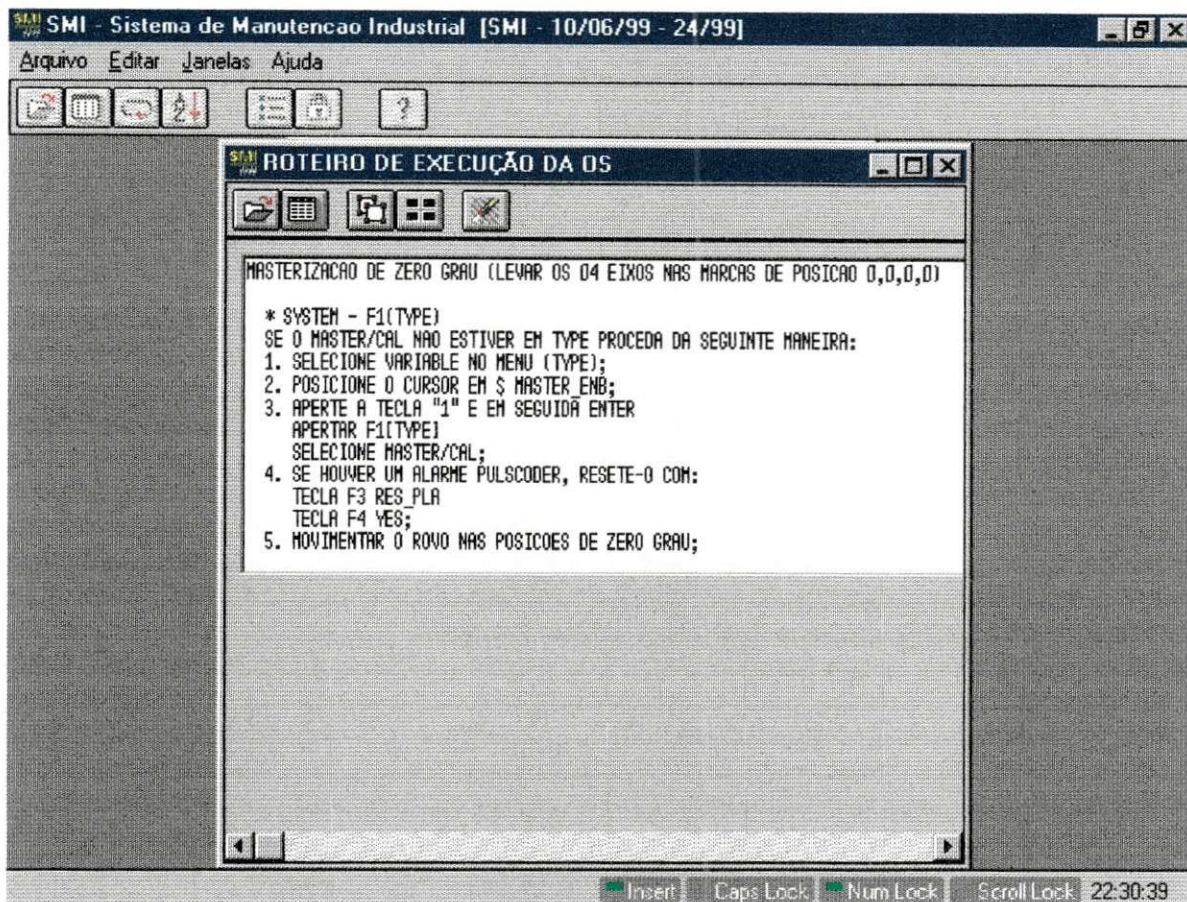 SMI - Sistema de Manutencao Industrial [SMI - 10/06/99 - 24/99]
Arquivo Editar Janelas Ajuda
ROTEIRO DE EXECUÇÃO DA OS
MASTERIZACAO DE ZERO GRAU (LEVAR OS 04 EIXOS NAS MARCAS DE POSICAO 0,0,0,0)
* SYSTEM - F1(TYPE)
SE O MASTER/CAL NAO ESTIVER EM TYPE PROCEDA DA SEGUINTE MANEIRA:
1. SELECIONE VARIABLE NO MENU (TYPE);
2. POSICIONE O CURSOR EM $ MASTER_ENB;
3. APERTE A TECLA "1" E EM SEGUIDA ENTER
APERTAR F1[TYPE]
SELECIONE MASTER/CAL;
4. SE HOUVER UM ALARME PULSCODER, RESETE-O COM:
TECLA F3 RES_PLA
TECLA F4 YES;
5. MOVIMENTAR O ROVO NAS POSICOES DE ZERO GRAU;
Insert Caps Lock Num Lock Scroll Lock 22:30:39